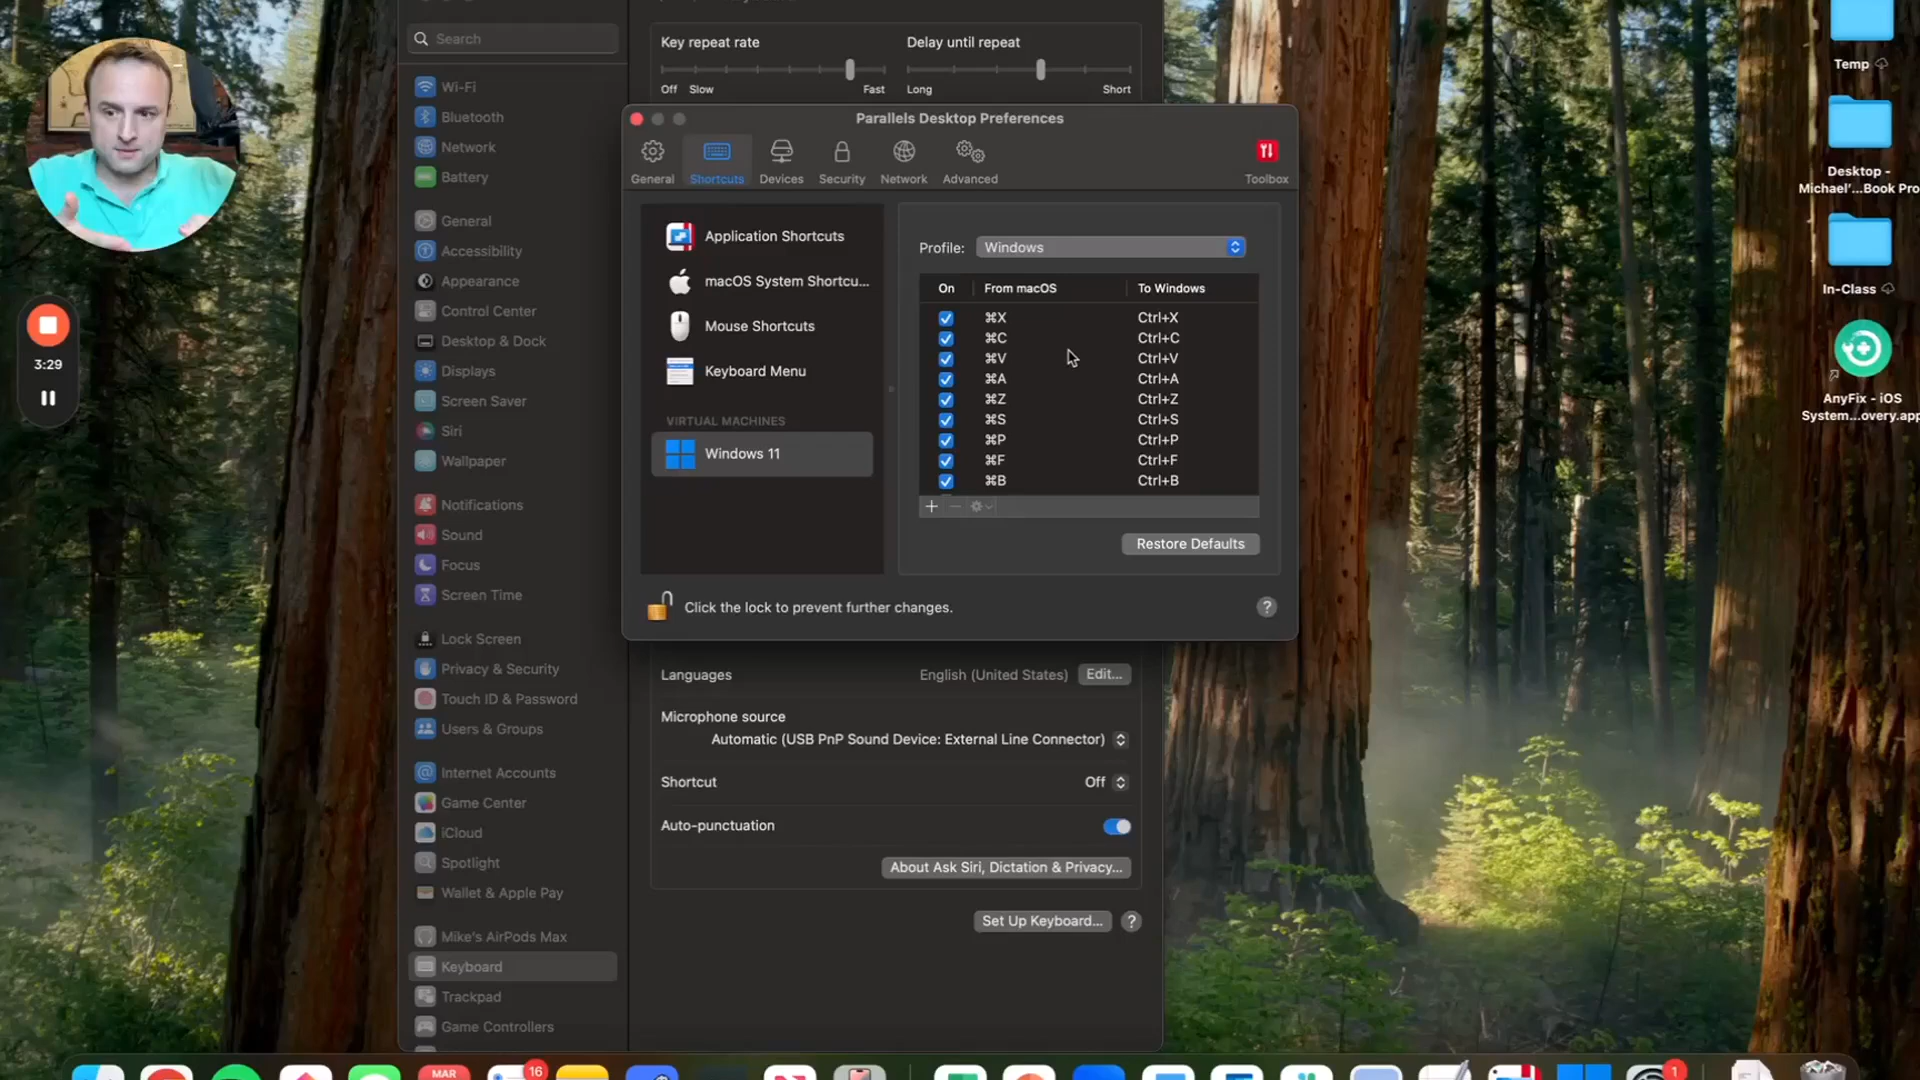 Search
Wi-Fi
Bluetooth
Network
Battery
General
Accessibility
Appearance
Control Center
Desktop & Dock
Displays
Screen Saver
Siri
Wallpaper
Notifications
Sound
Focus
Screen Time
Lock Screen
Privacy & Security
Touch ID & Password
Users & Groups
Internet Accounts
Game Center
iCloud
Spotlight
Wallet & Apple Pay
Mike's AirPods Max
Keyboard
Trackpad
Game Controllers
3:29
Key repeat rate
Delay until repeat
Off Slow Fast
Long Short
Parallels Desktop Preferences
General Shortcuts Devices Security Network Advanced Toolbox
Application Shortcuts
macOS System Shortcu...
Mouse Shortcuts
Keyboard Menu
VIRTUAL MACHINES
Windows 11
Profile: Windows
On From macOS To Windows
⌘X Ctrl+X
⌘C Ctrl+C
⌘V Ctrl+V
⌘A Ctrl+A
⌘Z Ctrl+Z
⌘S Ctrl+S
⌘P Ctrl+P
⌘F Ctrl+F
⌘B Ctrl+B
Restore Defaults
Click the lock to prevent further changes.
?
Languages English (United States) Edit...
Microphone source
Automatic (USB PnP Sound Device: External Line Connector)
Shortcut Off
Auto-punctuation
About Ask Siri, Dictation & Privacy...
Set Up Keyboard... ?
Temp
Desktop -
Michael'...Book Pro
In-Class
AnyFix - iOS
System...overy.app
MAR
16
1